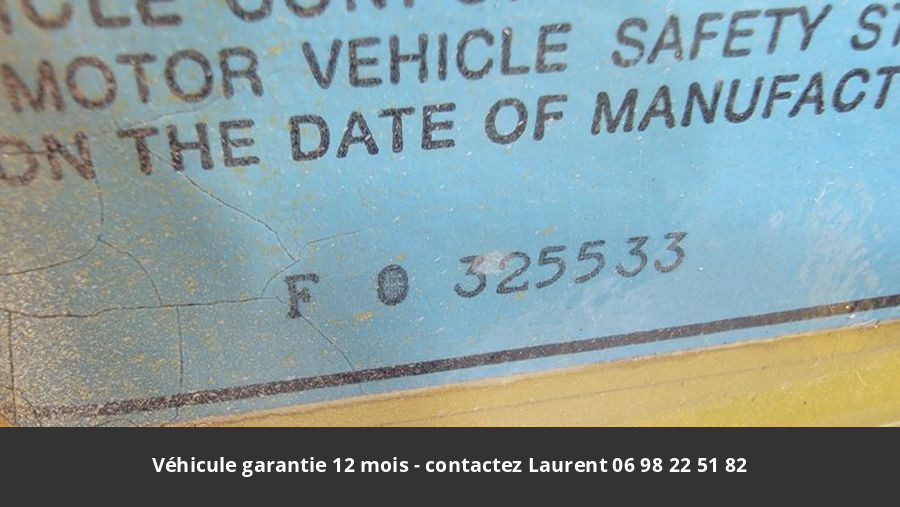 MOTOR VEHICLE SAFETY
ON THE DATE OF
F 0 325533
Véhicule garantie 12 mois - contactez Laurent 06 98 22 51 82